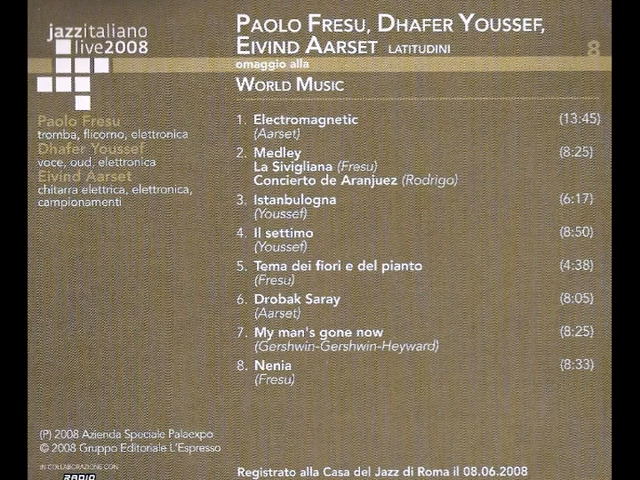 jazzitaliano
live2008
PAOLO FRESU, DHAFER YOUSSEF,
EIVIND AARSET LATITUDINI
8
omaggio alla
WORLD MUSIC
Paolo Fresu
tromba, flicorno, elettronica
Dhafer Youssef
voce, oud, elettronica
Eivind Aarset
chitarra elettrica, elettronica,
campionamenti
1. Electromagnetic (13:45)
(Aarset)
2. Medley (8:25)
La Sivigliana (Fresu)
Concierto de Aranjuez (Rodrigo)
3. Istanbulogna (6:17)
(Youssef)
4. Il settimo (8:50)
(Youssef)
5. Tema dei fiori e del pianto (4:38)
(Fresu)
6. Drobak Saray (8:05)
(Aarset)
7. My man's gone now (8:25)
(Gershwin-Gershwin-Heyward)
8. Nenia (8:33)
(Fresu)
(P) 2008 Azienda Speciale Palaexpo
© 2008 Gruppo Editoriale L'Espresso
IN COLLABORAZIONE CON
RADIO
Registrato alla Casa del Jazz di Roma il 08.06.2008